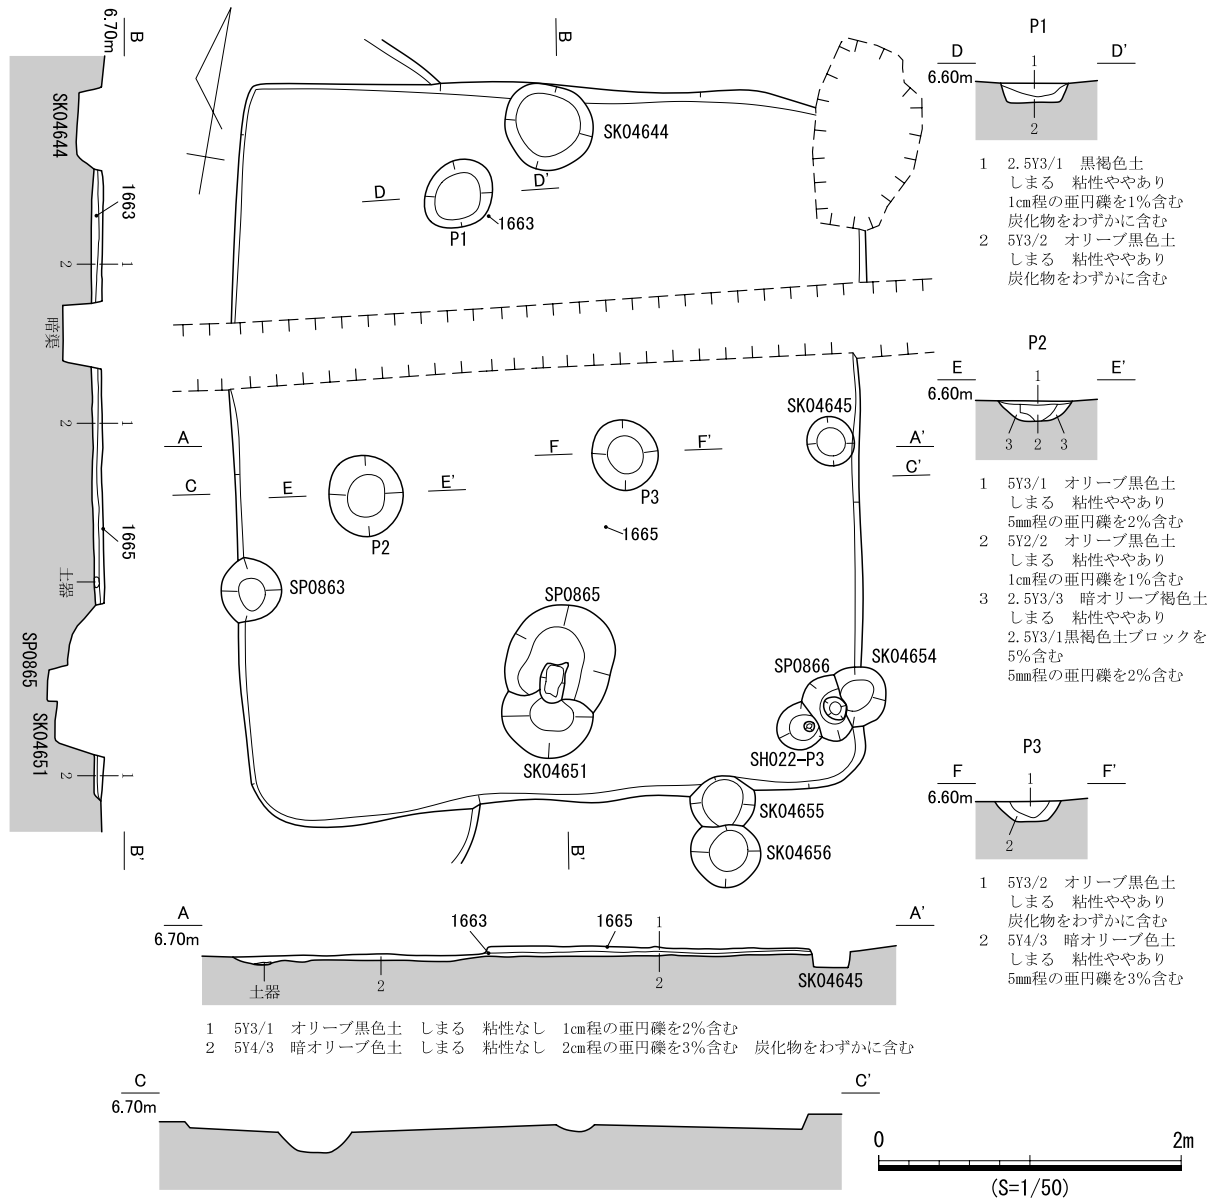 B
6.70m
SK04644
1663
2
1
暗渠
2
1
1665
土器
SP0865
SK04651
2
1
B'
B
SK04644
D
D'
1663
P1
SK04645
A
A'
F
F'
C
C'
E
E'
P3
P2
1665
SP0863
SP0865
SP0866
SK04654
SH022-P3
SK04651
SK04655
SK04656
B'
P1
D
D'
6.60m
1
2
1 2.5Y3/1 黒褐色土
しまる 粘性ややあり
1cm程の亜円礫を1%含む
炭化物をわずかに含む
2 5Y3/2 オリーブ黒色土
しまる 粘性ややあり
炭化物をわずかに含む
P2
E
E'
6.60m
1
3 2 3
1 5Y3/1 オリーブ黒色土
しまる 粘性ややあり
5mm程の亜円礫を2%含む
2 5Y2/2 オリーブ黒色土
しまる 粘性ややあり
1cm程の亜円礫を1%含む
3 2.5Y3/3 暗オリーブ褐色土
しまる 粘性ややあり
2.5Y3/1黒褐色土ブロックを
5%含む
5mm程の亜円礫を2%含む
P3
F
F'
6.60m
1
2
1 5Y3/2 オリーブ黒色土
しまる 粘性ややあり
炭化物をわずかに含む
2 5Y4/3 暗オリーブ色土
しまる 粘性ややあり
5mm程の亜円礫を3%含む
A
A'
6.70m
1663
1665
1
土器
2
2
SK04645
1 5Y3/1 オリーブ黒色土 しまる 粘性なし 1cm程の亜円礫を2%含む
2 5Y4/3 暗オリーブ色土 しまる 粘性なし 2cm程の亜円礫を3%含む 炭化物をわずかに含む
C
C'
6.70m
0 2m
(S=1/50)